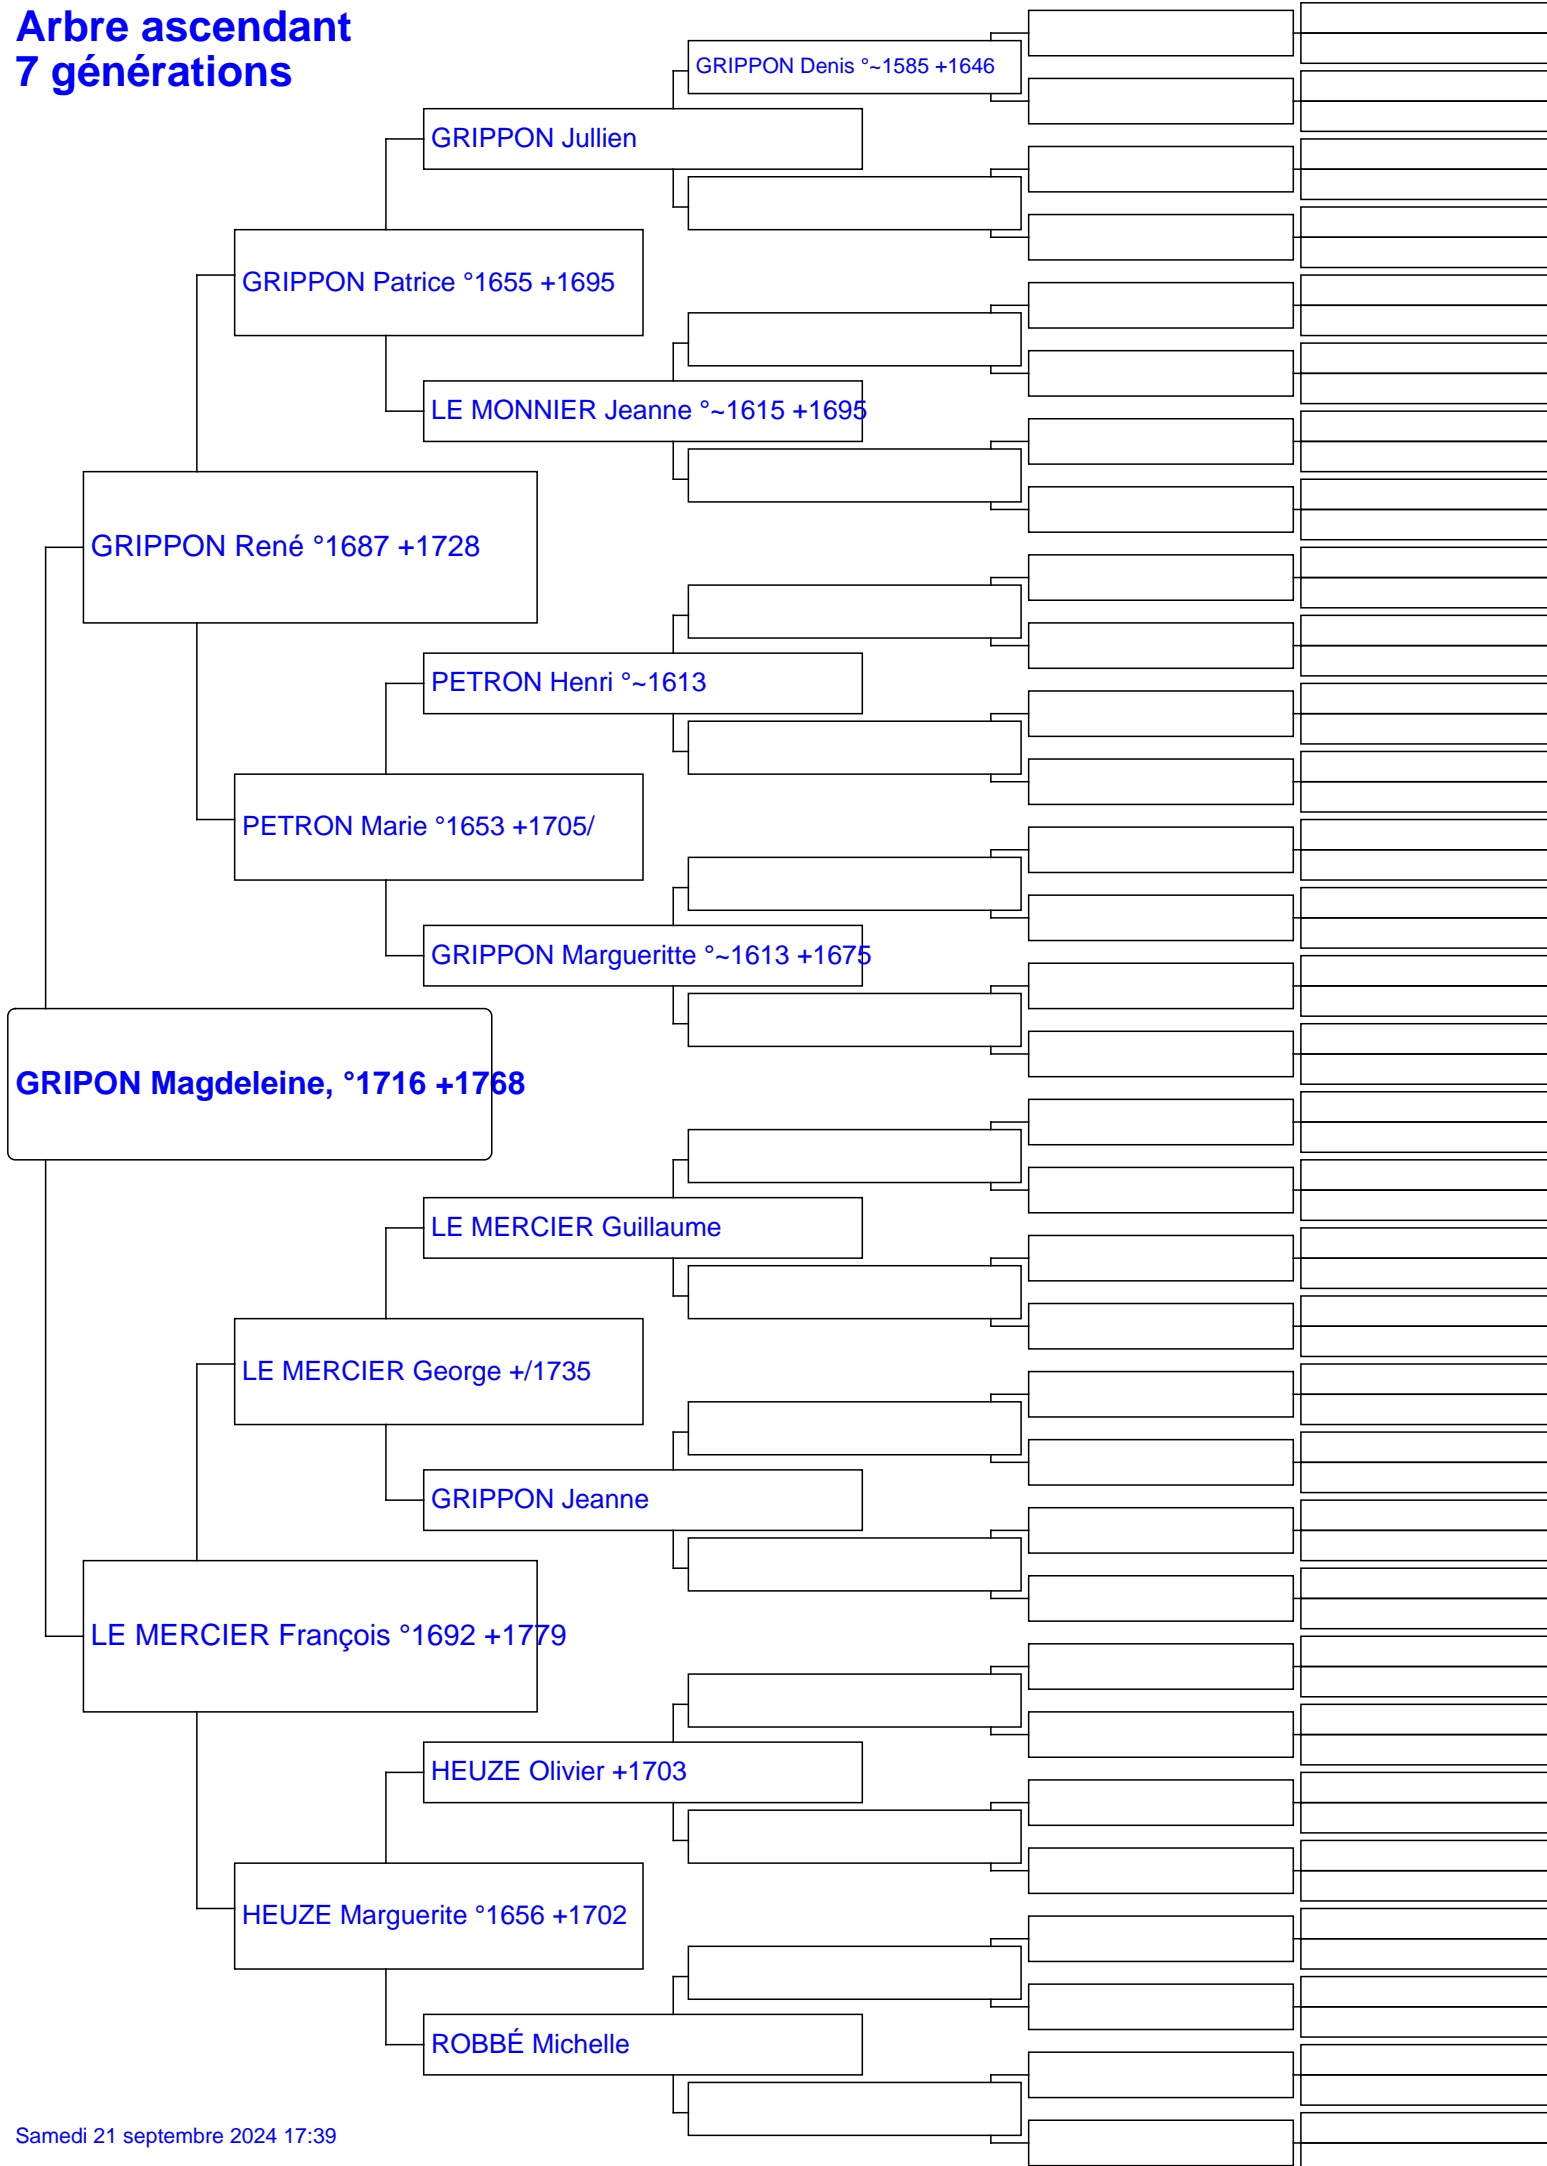 Arbre ascendant
7 générations
GRIPPON Denis °~1585 +1646
GRIPPON Jullien
GRIPPON Patrice °1655 +1695
LE MONNIER Jeanne °~1615 +1695
GRIPPON René °1687 +1728
PETRON Henri °~1613
PETRON Marie °1653 +1705/
GRIPPON Margueritte °~1613 +1675
GRIPON Magdeleine, °1716 +1768
LE MERCIER Guillaume
LE MERCIER George +/1735
GRIPPON Jeanne
LE MERCIER François °1692 +1779
HEUZE Olivier +1703
HEUZE Marguerite °1656 +1702
ROBBÉ Michelle
Samedi 21 septembre 2024 17:39